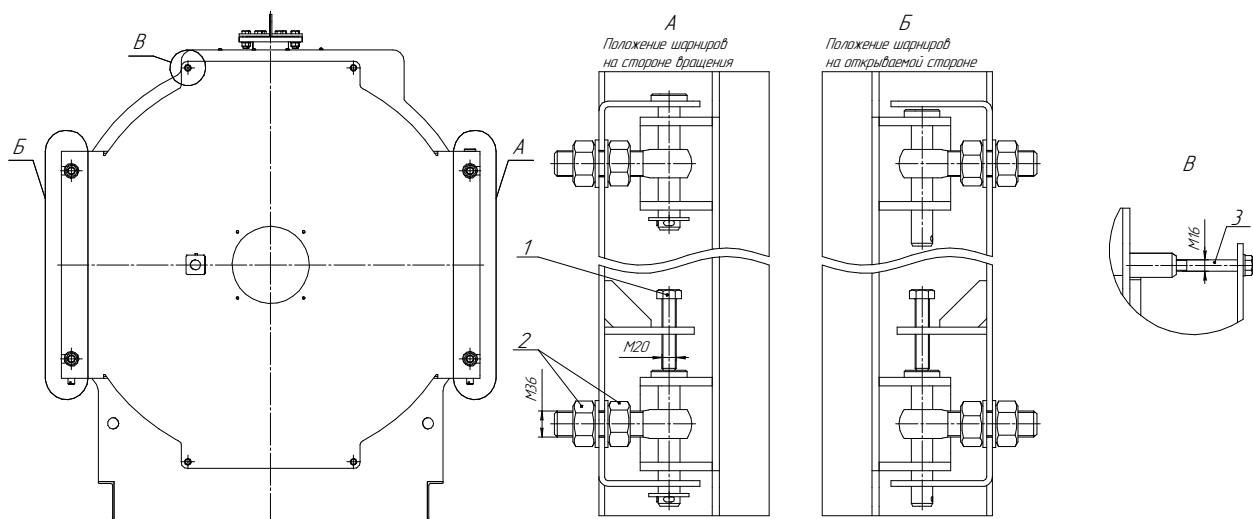 В
Б
А
А
Положение шарниров
на стороне вращения
1
2
М20
М36
Б
Положение шарниров
на открываемой стороне
В
М16
3